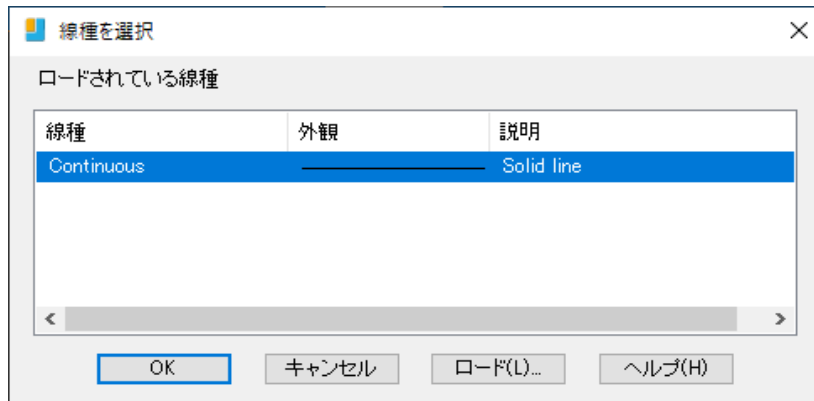 線種を選択
ロードされている線種
線種 外観 説明
Continuous Solid line
OK キャンセル ロード(L)... ヘルプ(H)